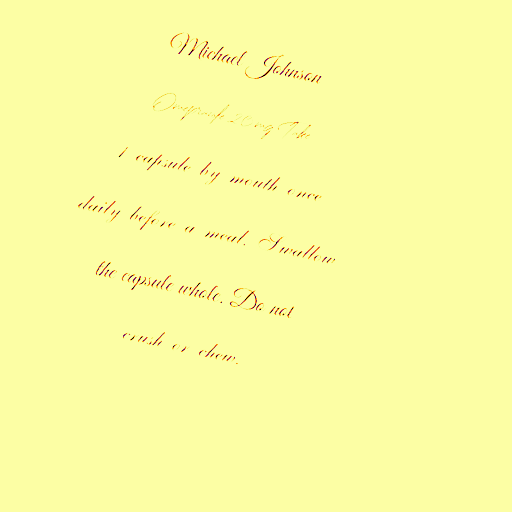 Michael Johnson
Omeprazole 20mg Tab
1 capsule by mouth once
daily before a meal. Swallow
the capsule whole. Do not
crush or chew.